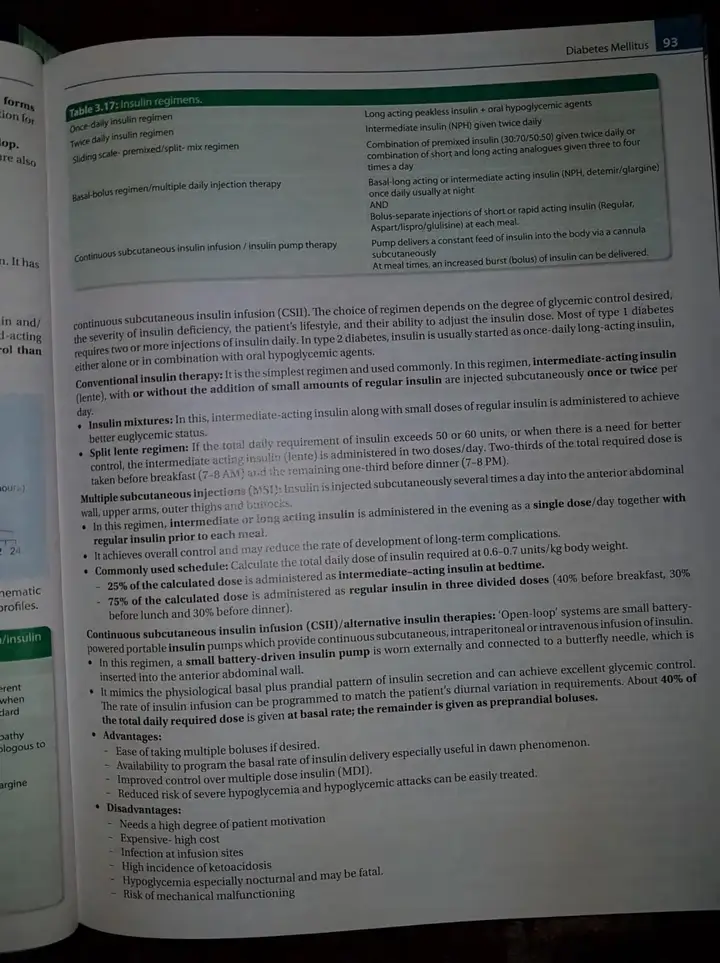 Diabetes Mellitus 93
forms
tion for
lop.
are also
n. It has
in and/
d-acting
rol than
24
hematic
profiles.
/insulin
erent
when
dard
pathy
ologous to
argine
Table 3.17: Insulin regimens.
Once-daily insulin regimen
Long acting peakless insulin + oral hypoglycemic agents
Twice daily insulin regimen
Intermediate insulin (NPH) given twice daily
Sliding scale- premixed/split- mix regimen
Combination of premixed insulin (30:70/50:50) given twice daily or
combination of short and long acting analogues given three to four
times a day
Basal-bolus regimen/multiple daily injection therapy
Basal-long acting or intermediate acting insulin (NPH, detemir/glargine)
once daily usually at night
AND
Bolus-separate injections of short or rapid acting insulin (Regular,
Aspart/lispro/glulisine) at each meal.
Continuous subcutaneous insulin infusion / insulin pump therapy
Pump delivers a constant feed of insulin into the body via a cannula
subcutaneously
At meal times, an increased burst (bolus) of insulin can be delivered.
continuous subcutaneous insulin infusion (CSII). The choice of regimen depends on the degree of glycemic control desired,
the severity of insulin deficiency, the patient's lifestyle, and their ability to adjust the insulin dose. Most of type 1 diabetes
requires two or more injections of insulin daily. In type 2 diabetes, insulin is usually started as once-daily long-acting insulin,
either alone or in combination with oral hypoglycemic agents.
Conventional insulin therapy: It is the simplest regimen and used commonly. In this regimen, intermediate-acting insulin
(lente), with or without the addition of small amounts of regular insulin are injected subcutaneously once or twice per
day.
• Insulin mixtures: In this, intermediate-acting insulin along with small doses of regular insulin is administered to achieve
better euglycemic status.
• Split lente regimen: If the total daily requirement of insulin exceeds 50 or 60 units, or when there is a need for better
control, the intermediate acting insulin (lente) is administered in two doses/day. Two-thirds of the total required dose is
taken before breakfast (7–8 AM) and the remaining one-third before dinner (7–8 PM).
Multiple subcutaneous injections (MSI): Insulin is injected subcutaneously several times a day into the anterior abdominal
wall, upper arms, outer thighs and buttocks.
• In this regimen, intermediate or long acting insulin is administered in the evening as a single dose/day together with
regular insulin prior to each meal.
• It achieves overall control and may reduce the rate of development of long-term complications.
• Commonly used schedule: Calculate the total daily dose of insulin required at 0.6–0.7 units/kg body weight.
– 25% of the calculated dose is administered as intermediate–acting insulin at bedtime.
– 75% of the calculated dose is administered as regular insulin in three divided doses (40% before breakfast, 30%
before lunch and 30% before dinner).
Continuous subcutaneous insulin infusion (CSII)/alternative insulin therapies: 'Open-loop' systems are small battery-
powered portable insulin pumps which provide continuous subcutaneous, intraperitoneal or intravenous infusion of insulin.
• In this regimen, a small battery-driven insulin pump is worn externally and connected to a butterfly needle, which is
inserted into the anterior abdominal wall.
• It mimics the physiological basal plus prandial pattern of insulin secretion and can achieve excellent glycemic control.
The rate of insulin infusion can be programmed to match the patient's diurnal variation in requirements. About 40% of
the total daily required dose is given at basal rate; the remainder is given as preprandial boluses.
• Advantages:
– Ease of taking multiple boluses if desired.
– Availability to program the basal rate of insulin delivery especially useful in dawn phenomenon.
– Improved control over multiple dose insulin (MDI).
– Reduced risk of severe hypoglycemia and hypoglycemic attacks can be easily treated.
• Disadvantages:
– Needs a high degree of patient motivation
– Expensive- high cost
– Infection at infusion sites
– High incidence of ketoacidosis
– Hypoglycemia especially nocturnal and may be fatal.
– Risk of mechanical malfunctioning